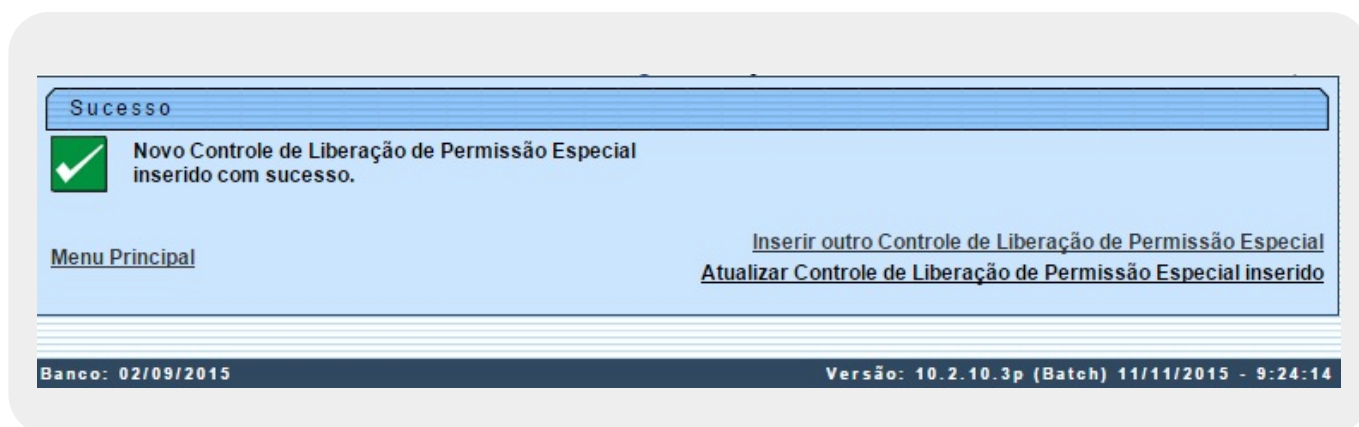 Sucesso
Novo Controle de Liberação de Permissão Especial
inserido com sucesso.
Menu Principal
Inserir outro Controle de Liberação de Permissão Especial
Atualizar Controle de Liberação de Permissão Especial inserido
Banco: 02/09/2015
Versão: 10.2.10.3p (Batch) 11/11/2015 - 9:24:14